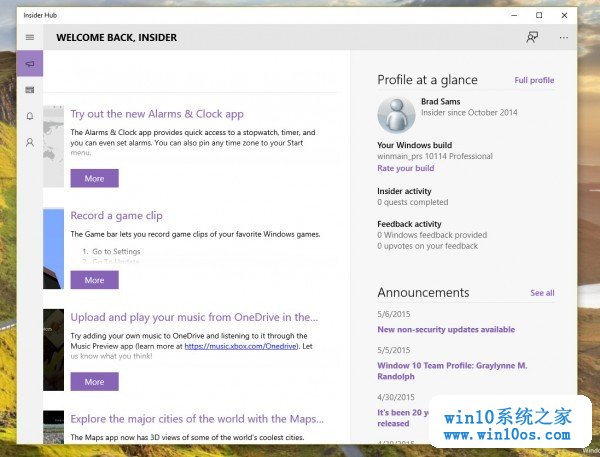 Insider Hub
WELCOME BACK, INSIDER
Try out the new Alarms & Clock app
The Alarms & Clock app provides quick access to a stopwatch, timer, and
you can even set alarms. You can also pin any time zone to your Start
menu.
More
Record a game clip
The Game bar lets you record game clips of your favorite Windows games.
1. Go to Settings
2. Go To Update
More
Upload and play your music from OneDrive in the...
Try adding your own music to OneDrive and listening to it through the
Music Preview app (learn more at https://music.xbox.com/Onedrive). Let
us know what you think!
More
Explore the major cities of the world with the Maps...
The Maps app now has 3D views of some of the world's coolest cities.
Profile at a glance
Full profile
Brad Sams
Insider since October 2014
Your Windows build
winmain_prs 10114 Professional
Rate your build
Insider activity
0 quests completed
Feedback activity
0 Windows feedback provided
0 upvotes on your feedback
Announcements
See all
5/6/2015
New non-security updates available
5/5/2015
Window 10 Team Profile: Graylynne M.
Randolph
4/30/2015
It's been 20 ye
released
4/29/2015
win10系统之家
www.win10os.com